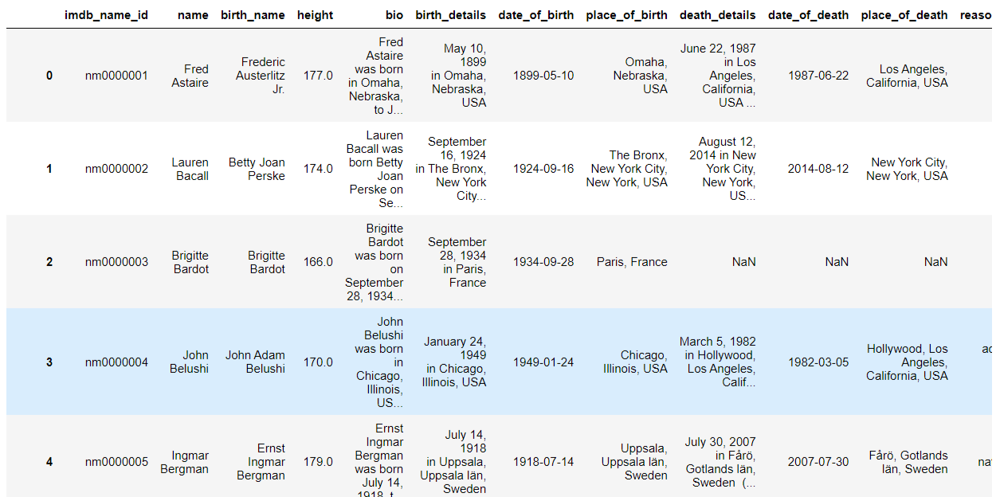 imdb_name_id name birth_name height bio birth_details date_of_birth place_of_birth death_details date_of_death place_of_death reaso
0
nm0000001
Fred
Astaire
Frederic
Austerlitz
Jr.
177.0
Fred
Astaire
was born
in Omaha,
Nebraska,
to J...
May 10,
1899
in Omaha,
Nebraska,
USA
1899-05-10
Omaha,
Nebraska,
USA
June 22, 1987
in Los
Angeles,
California,
USA ...
1987-06-22
Los Angeles,
California, USA
1
nm0000002
Lauren
Bacall
Betty Joan
Perske
174.0
Lauren
Bacall was
born Betty
Joan
Perske on
Se...
September
16, 1924
in The Bronx,
New York
City...
1924-09-16
The Bronx,
New York City,
New York, USA
August 12,
2014 in New
York City,
New York,
US...
2014-08-12
New York City,
New York, USA
2
nm0000003
Brigitte
Bardot
Brigitte
Bardot
166.0
Brigitte
Bardot
was born
on
September
28, 1934...
September
28, 1934
in Paris,
France
1934-09-28
Paris, France
NaN
NaN
NaN
3
nm0000004
John
Belushi
John Adam
Belushi
170.0
John
Belushi
was born
in
Chicago,
Illinois,
US...
January 24,
1949
in Chicago,
Illinois, USA
1949-01-24
Chicago,
Illinois, USA
March 5, 1982
in Hollywood,
Los Angeles,
Calif...
1982-03-05
Hollywood, Los
Angeles,
California, USA
4
nm0000005
Ingmar
Bergman
Ernst
Ingmar
Bergman
179.0
Ernst
Ingmar
Bergman
was born
July 14,
1918, t...
July 14,
1918
in Uppsala,
Uppsala län,
Sweden
1918-07-14
Uppsala,
Uppsala län,
Sweden
July 30, 2007
in Fårö,
Gotlands län,
Sweden (...
2007-07-30
Fårö, Gotlands
län, Sweden